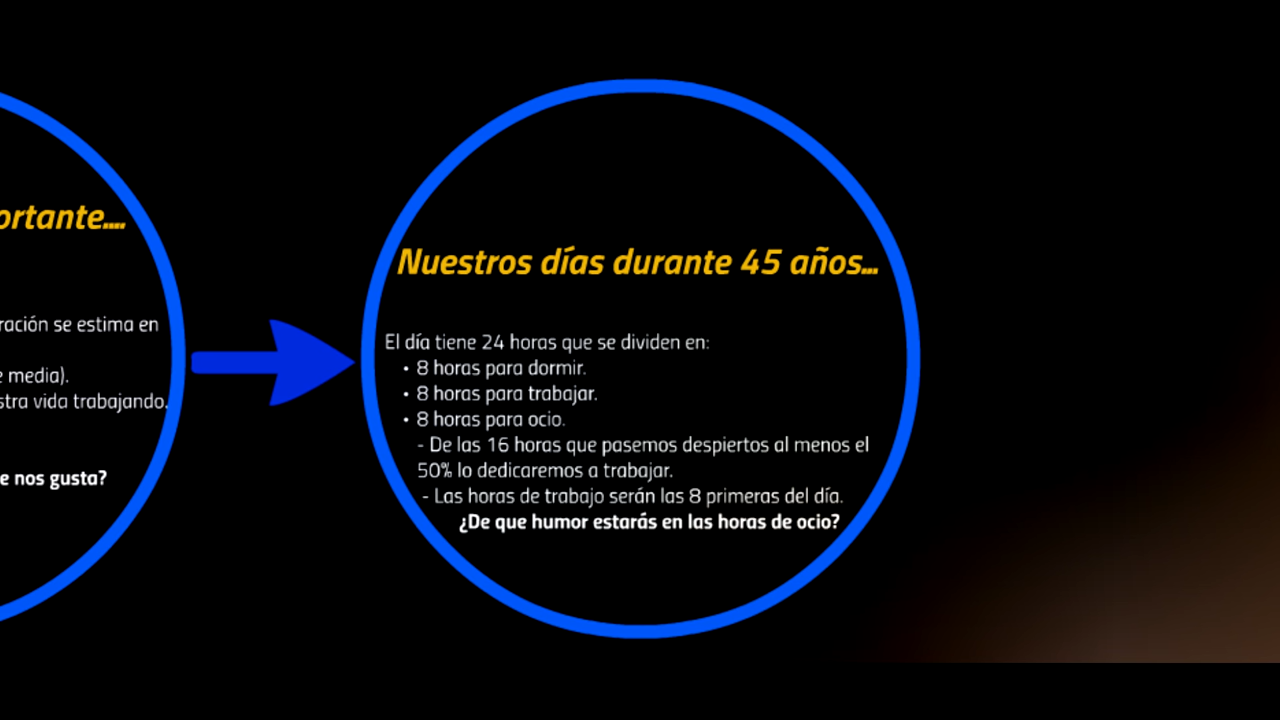 ortante....
ración se estima en
e media).
stra vida trabajando.
e nos gusta?
Nuestros días durante 45 años...
El día tiene 24 horas que se dividen en:
• 8 horas para dormir.
• 8 horas para trabajar.
• 8 horas para ocio.
- De las 16 horas que pasemos despiertos al menos el
50% lo dedicaremos a trabajar.
- Las horas de trabajo serán las 8 primeras del día.
¿De que humor estarás en las horas de ocio?